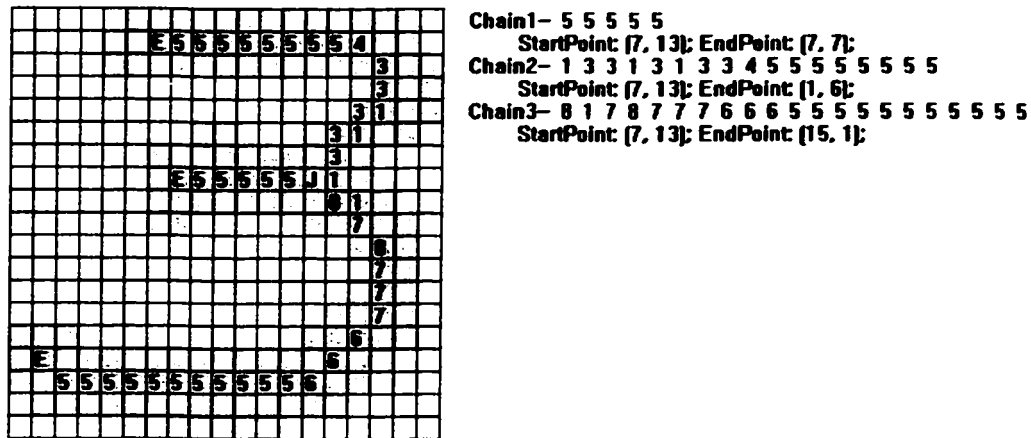 E 5 5 5 5 5 5 5 5 4
3
3
3 1
3 1
3
E 5 5 5 5 5 J 1
8 1
7
8
7
7
7
6
E 6
5 5 5 5 5 5 5 5 5 5 5 6
Chain1– 5 5 5 5 5
StartPoint: (7, 13); EndPoint: (7, 7);
Chain2– 1 3 3 1 3 1 3 3 4 5 5 5 5 5 5 5 5
StartPoint: (7, 13); EndPoint: (1, 6);
Chain3– 8 1 7 8 7 7 7 6 6 6 5 5 5 5 5 5 5 5 5 5 5
StartPoint: (7, 13); EndPoint: (15, 1);